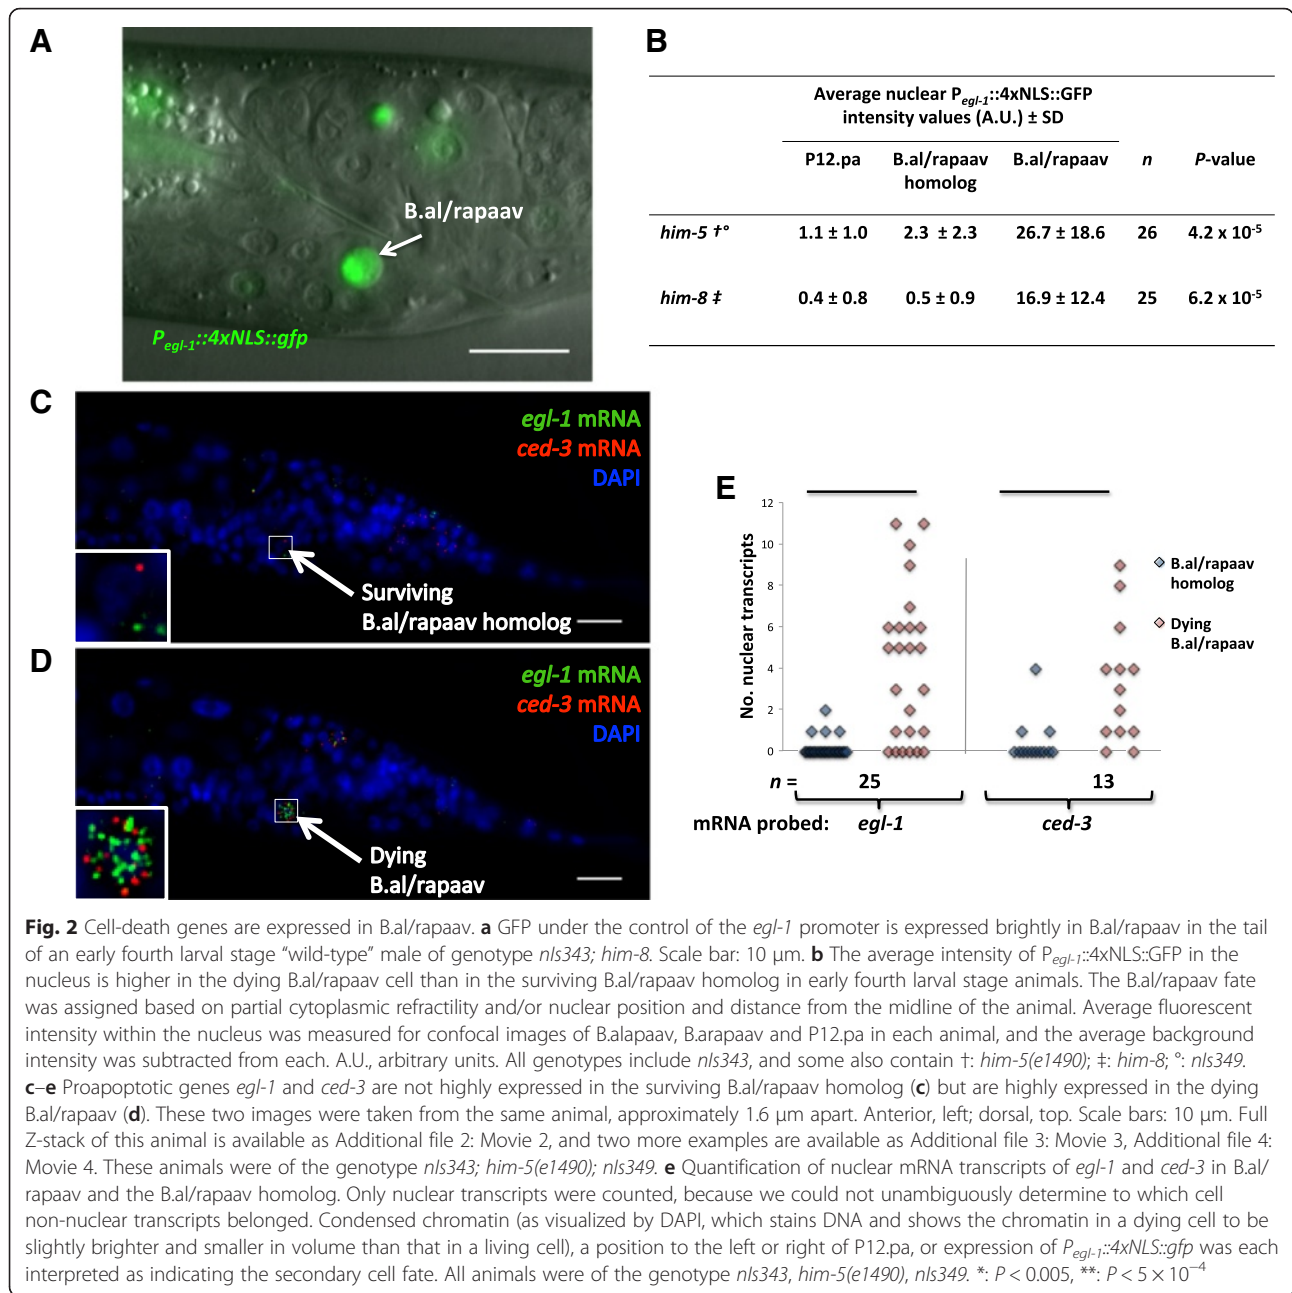 A
B.al/rapaav
Pegl-1::4xNLS::gfp
B
Average nuclear Pegl-1::4xNLS::GFP
intensity values (A.U.) ± SD
P12.pa B.al/rapaav homolog B.al/rapaav n P-value
him-5 †° 1.1 ± 1.0 2.3 ± 2.3 26.7 ± 18.6 26 4.2 x 10-5
him-8 ‡ 0.4 ± 0.8 0.5 ± 0.9 16.9 ± 12.4 25 6.2 x 10-5
C
egl-1 mRNA
ced-3 mRNA
DAPI
Surviving
B.al/rapaav homolog
D
egl-1 mRNA
ced-3 mRNA
DAPI
Dying
B.al/rapaav
E
No. nuclear transcripts
12
10
8
6
4
2
0
B.al/rapaav
homolog
Dying
B.al/rapaav
n = 25 13
mRNA probed: egl-1 ced-3
Fig. 2 Cell-death genes are expressed in B.al/rapaav. a GFP under the control of the egl-1 promoter is expressed brightly in B.al/rapaav in the tail
of an early fourth larval stage “wild-type” male of genotype nIs343; him-8. Scale bar: 10 μm. b The average intensity of Pegl-1::4xNLS::GFP in the
nucleus is higher in the dying B.al/rapaav cell than in the surviving B.al/rapaav homolog in early fourth larval stage animals. The B.al/rapaav fate
was assigned based on partial cytoplasmic refractility and/or nuclear position and distance from the midline of the animal. Average fluorescent
intensity within the nucleus was measured for confocal images of B.alapaav, B.arapaav and P12.pa in each animal, and the average background
intensity was subtracted from each. A.U., arbitrary units. All genotypes include nIs343, and some also contain †: him-5(e1490); ‡: him-8; °: nIs349.
c–e Proapoptotic genes egl-1 and ced-3 are not highly expressed in the surviving B.al/rapaav homolog (c) but are highly expressed in the dying
B.al/rapaav (d). These two images were taken from the same animal, approximately 1.6 μm apart. Anterior, left; dorsal, top. Scale bars: 10 μm. Full
Z-stack of this animal is available as Additional file 2: Movie 2, and two more examples are available as Additional file 3: Movie 3, Additional file 4:
Movie 4. These animals were of the genotype nIs343; him-5(e1490); nIs349. e Quantification of nuclear mRNA transcripts of egl-1 and ced-3 in B.al/
rapaav and the B.al/rapaav homolog. Only nuclear transcripts were counted, because we could not unambiguously determine to which cell
non-nuclear transcripts belonged. Condensed chromatin (as visualized by DAPI, which stains DNA and shows the chromatin in a dying cell to be
slightly brighter and smaller in volume than that in a living cell), a position to the left or right of P12.pa, or expression of Pegl-1::4xNLS::gfp was each
interpreted as indicating the secondary cell fate. All animals were of the genotype nIs343, him-5(e1490), nIs349. *: P < 0.005, **: P < 5 × 10−4